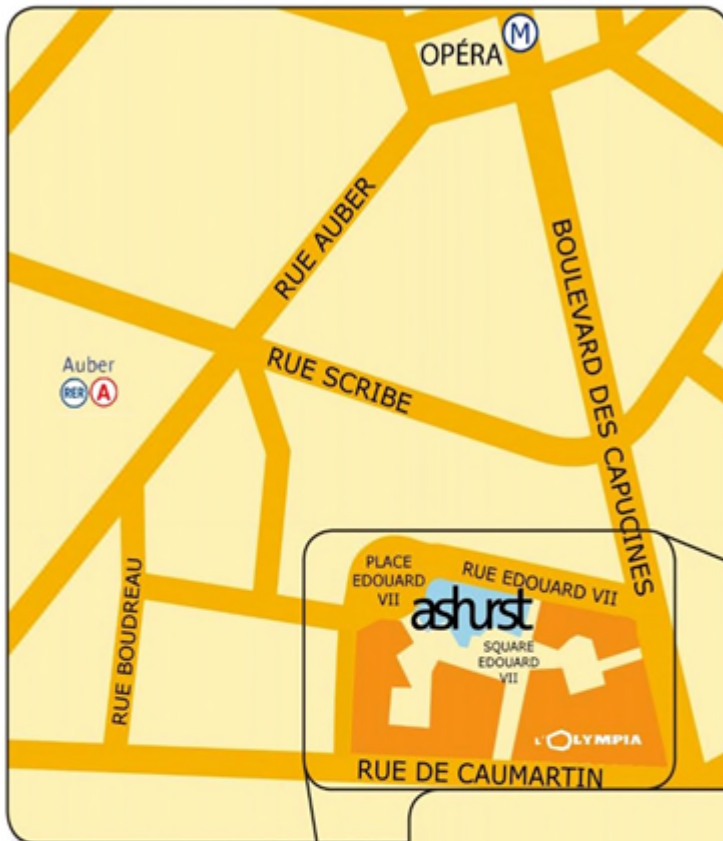 OPÉRA M
RUE AUBER
BOULEVARD DES CAPUCINES
Auber
RER A
RUE SCRIBE
PLACE
EDOUARD
VII
RUE EDOUARD VII
ashurst
SQUARE
EDOUARD
VII
RUE BOUDREAU
L'OLYMPIA
RUE DE CAUMARTIN